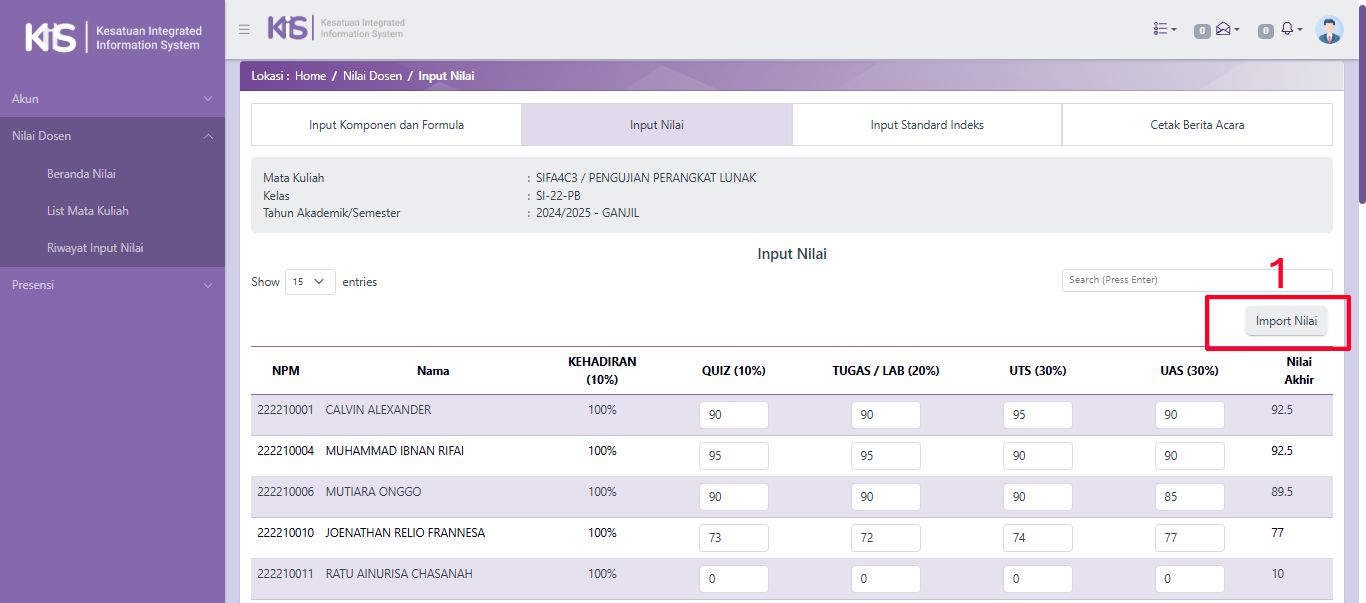 KIS Kesatuan Integrated
Information System
KIS Kesatuan Integrated
Information System
0
0
Akun
Nilai Dosen
Beranda Nilai
List Mata Kuliah
Riwayat Input Nilai
Presensi
Lokasi : Home / Nilai Dosen / Input Nilai
Input Komponen dan Formula Input Nilai Input Standard Indeks Cetak Berita Acara
Mata Kuliah : SIFA4C3 / PENGUJIAN PERANGKAT LUNAK
Kelas : SI-22-PB
Tahun Akademik/Semester : 2024/2025 - GANJIL
Input Nilai
Show 15 entries
Search (Press Enter)
1
Import Nilai
NPM Nama KEHADIRAN (10%) QUIZ (10%) TUGAS / LAB (20%) UTS (30%) UAS (30%) Nilai Akhir
222210001 CALVIN ALEXANDER 100% 90 90 95 90 92.5
222210004 MUHAMMAD IBNAN RIFAI 100% 95 95 90 90 92.5
222210006 MUTIARA ONGGO 100% 90 90 90 85 89.5
222210010 JOENATHAN RELIO FRANNESA 100% 73 72 74 77 77
222210011 RATU AINURISA CHASANAH 100% 0 0 0 0 10